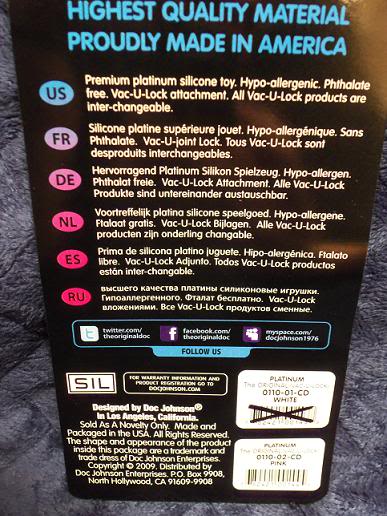 HIGHEST QUALITY MATERIAL
PROUDLY MADE IN AMERICA
US
Premium platinum silicone toy. Hypo-allergenic. Phthalate
free. Vac-U-Lock attachment. All Vac-U-Lock products are
inter-changeable.
FR
Silicone platine supérieure jouet. Hypo-allergénique. Sans
Phthalate. Vac-U-joint Lock. Tous Vac-U-Lock sont
desproduits interchangeables.
DE
Hervorragend Platinum Silikon Spielzeug. Hypo-allergen.
Phthalat freie. Vac-U-Lock Attachment. Alle Vac-U-Lock
Produkte sind untereinander austauschbar.
NL
Voortreffelijk platina silicone speelgoed. Hypo-allergene.
Ftalaat gratis. Vac-U-Lock Bijlagen. Alle Vac-U-Lock
producten zijn onderling changable.
ES
Prima de silicona platino juguete. Hipo-alergénica. Ftalato
libre. Vac-U-Lock Adjunto. Todos Vac-U-Lock productos
están inter-changable.
RU
высшего качества платины силиконовые игрушки.
Гипоаллергенного. Фталат бесплатно. Vac-U-Lock
вложениями. Все Vac-U-Lock продуктов сменные.
twitter.com/
theoriginaldoc
facebook.com/
theoriginaldoc
myspace.com/
docjohnson1976
FOLLOW US
SIL
FOR WARRANTY INFORMATION AND
PRODUCT REGISTRATION GO TO
DOCJOHNSON.COM
Designed by Doc Johnson®
in Los Angeles, California.
Sold As A Novelty Only. Made and
Packaged in the USA. All Rights Reserved.
The shape and appearance of the product
inside this package are a trademark and
trade dress of Doc Johnson Enterprises.
Copyright © 2009. Distributed by
Doc Johnson Enterprises. P.O. Box 9908,
North Hollywood, CA 91609-9908
PLATINUM
The ORIGINAL
0110-01-CD
WHITE
PLATINUM
The ORIGINAL
0110-02-CD
PINK